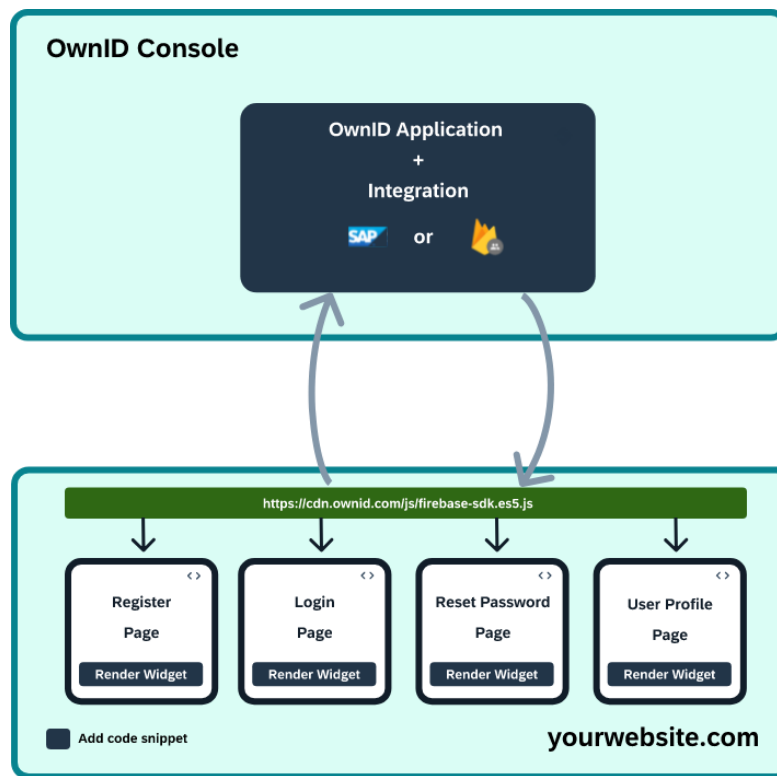 OwnID Console
OwnID Application
+
Integration
SAP or
https://cdn.ownid.com/js/firebase-sdk.es5.js
<> <> <> <>
Register Login Reset Password User Profile
Page Page Page Page
Render Widget Render Widget Render Widget Render Widget
Add code snippet
yourwebsite.com